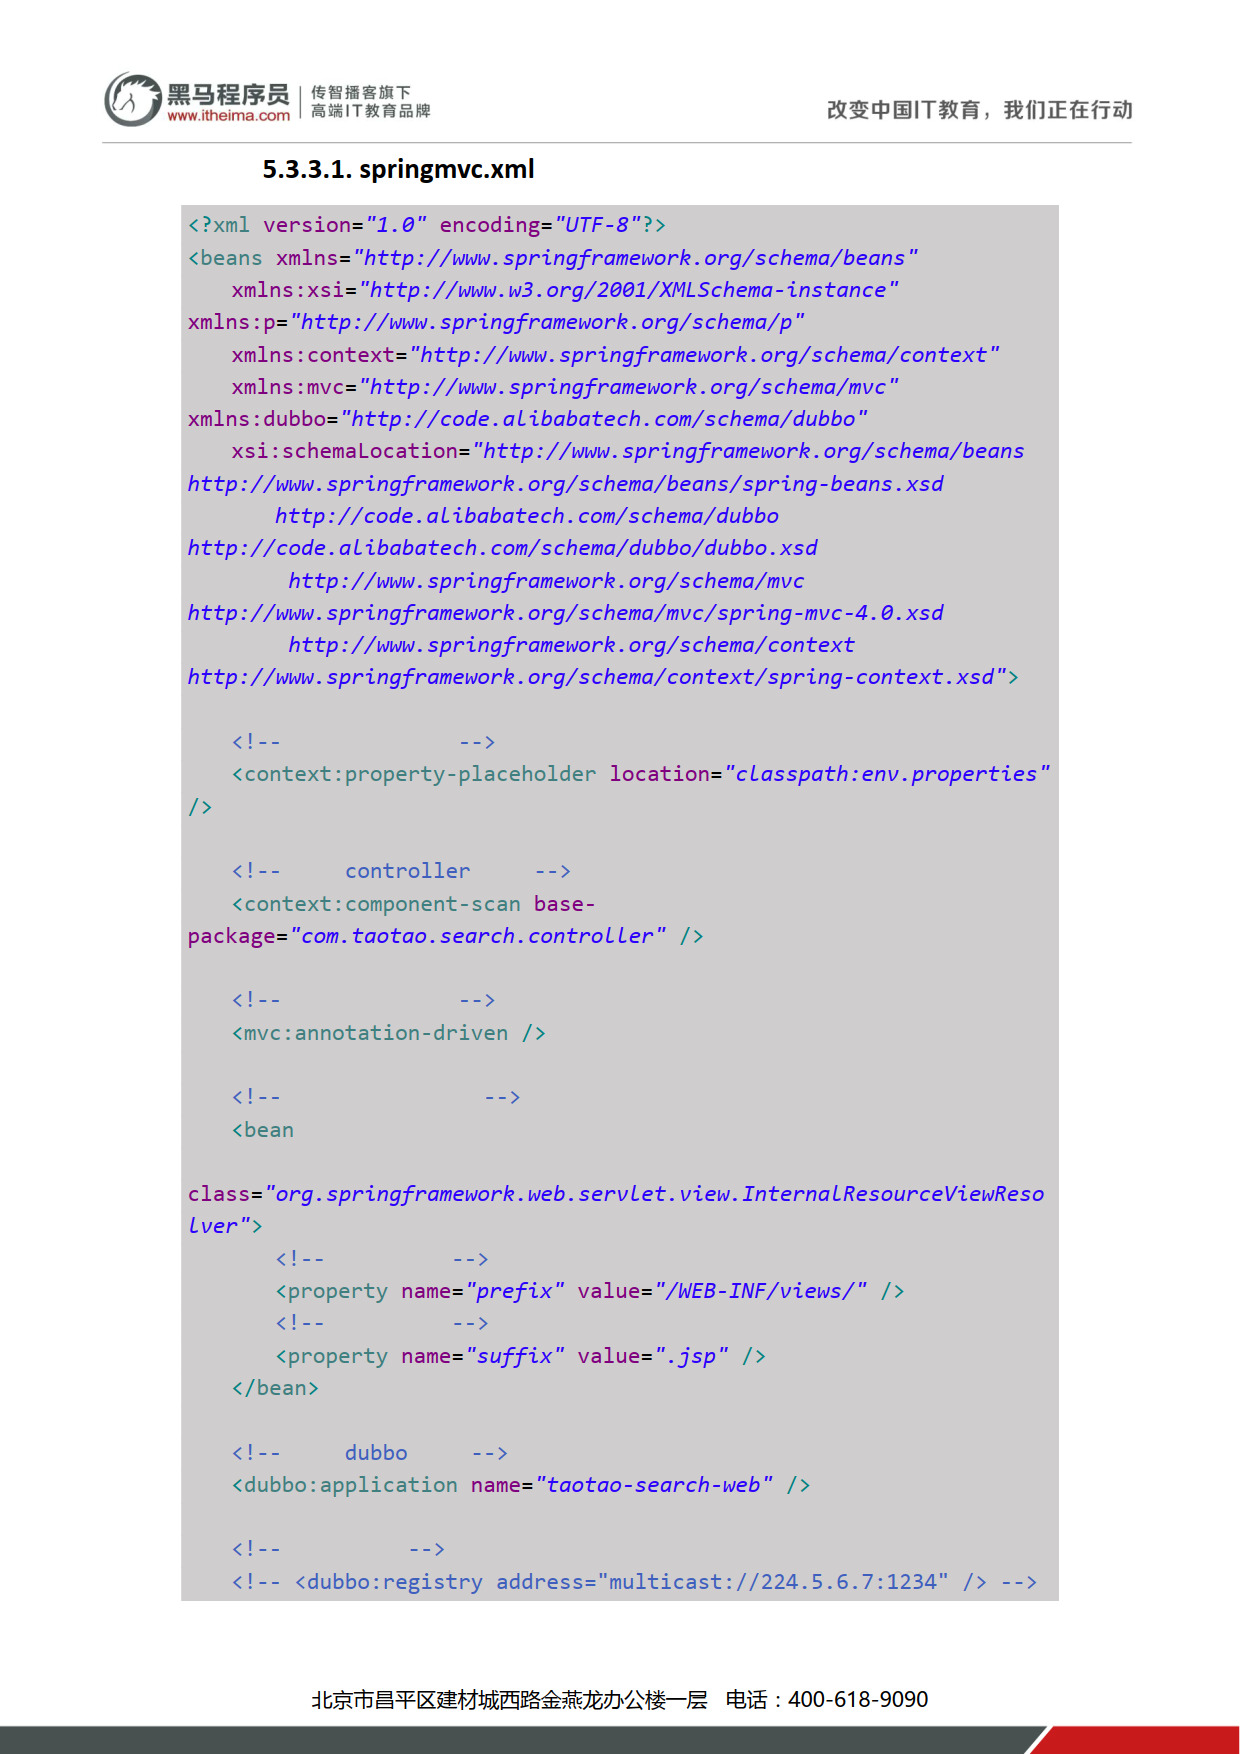 黑马程序员
www.itheima.com
传智播客旗下
高端IT教育品牌
改变中国IT教育，我们正在行动
5.3.3.1. springmvc.xml
<?xml version="1.0" encoding="UTF-8"?>
<beans xmlns="http://www.springframework.org/schema/beans"
xmlns:xsi="http://www.w3.org/2001/XMLSchema-instance"
xmlns:p="http://www.springframework.org/schema/p"
xmlns:context="http://www.springframework.org/schema/context"
xmlns:mvc="http://www.springframework.org/schema/mvc"
xmlns:dubbo="http://code.alibabatech.com/schema/dubbo"
xsi:schemaLocation="http://www.springframework.org/schema/beans
http://www.springframework.org/schema/beans/spring-beans.xsd
http://code.alibabatech.com/schema/dubbo
http://code.alibabatech.com/schema/dubbo/dubbo.xsd
http://www.springframework.org/schema/mvc
http://www.springframework.org/schema/mvc/spring-mvc-4.0.xsd
http://www.springframework.org/schema/context
http://www.springframework.org/schema/context/spring-context.xsd">
<!-- -->
<context:property-placeholder location="classpath:env.properties"
/>
<!-- controller -->
<context:component-scan base-
package="com.taotao.search.controller" />
<!-- -->
<mvc:annotation-driven />
<!-- -->
<bean
class="org.springframework.web.servlet.view.InternalResourceViewReso
lver">
<!-- -->
<property name="prefix" value="/WEB-INF/views/" />
<!-- -->
<property name="suffix" value=".jsp" />
</bean>
<!-- dubbo -->
<dubbo:application name="taotao-search-web" />
<!-- -->
<!-- <dubbo:registry address="multicast://224.5.6.7:1234" /> -->
北京市昌平区建材城西路金燕龙办公楼一层 电话：400-618-9090